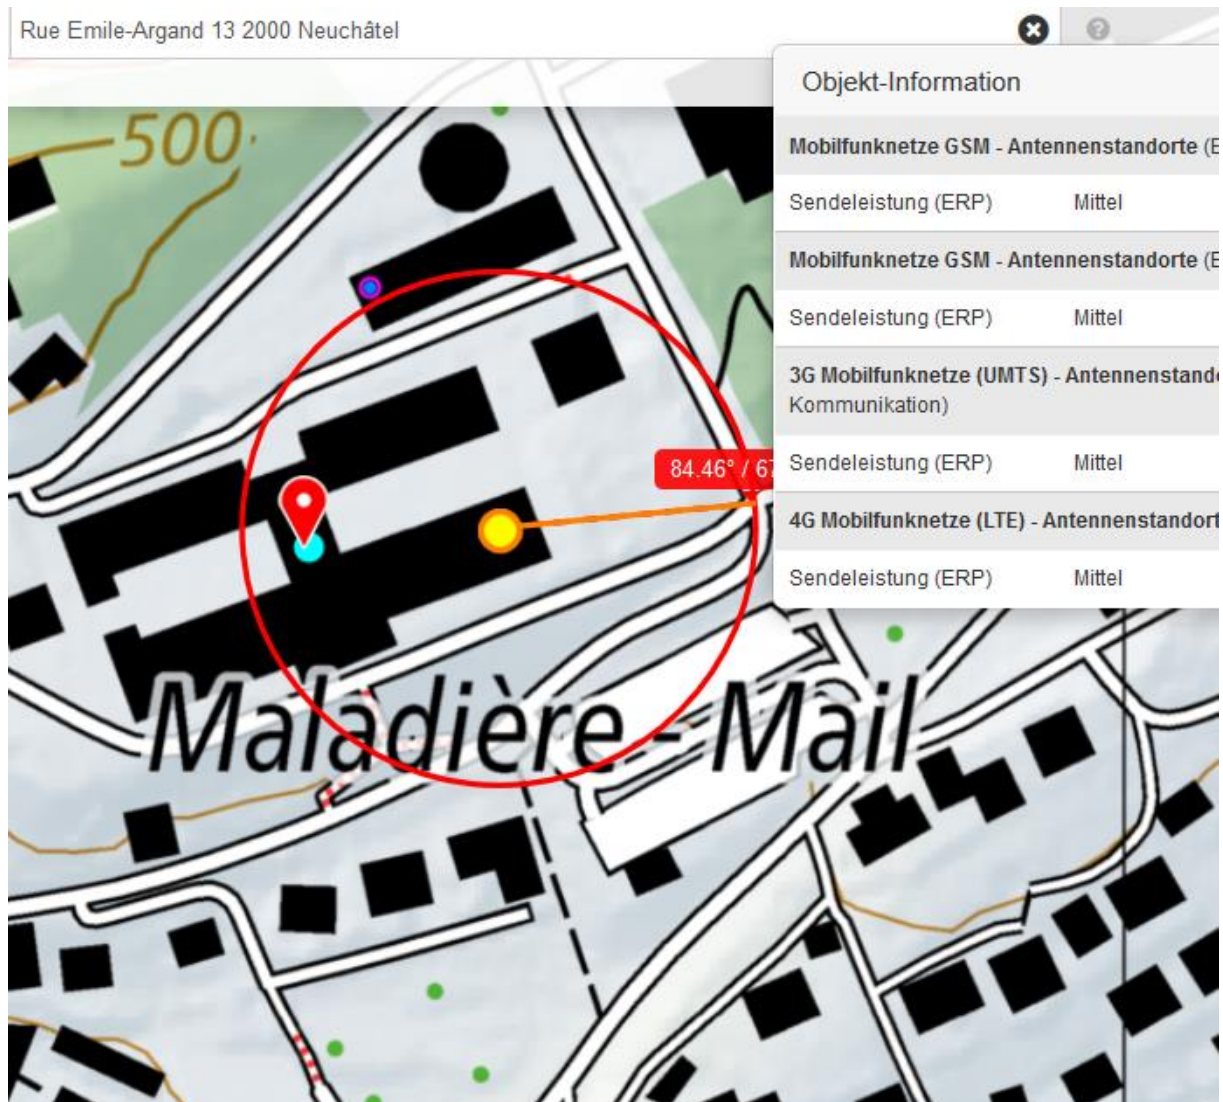 Rue Emile-Argand 13 2000 Neuchâtel
?
Objekt-Information
500
Mobilfunknetze GSM - Antennenstandorte (E
Sendeleistung (ERP) Mittel
Mobilfunknetze GSM - Antennenstandorte (E
Sendeleistung (ERP) Mittel
3G Mobilfunknetze (UMTS) - Antennenstando
Kommunikation)
84.46° / 67
Sendeleistung (ERP) Mittel
4G Mobilfunknetze (LTE) - Antennenstandort
Sendeleistung (ERP) Mittel
Maladière - Mail